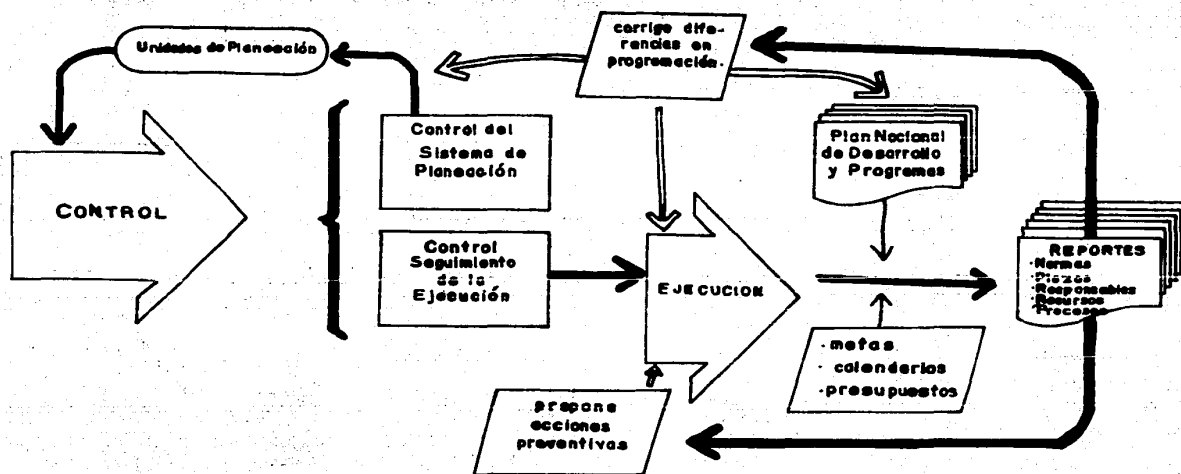 Unidades de Planeación
corrige dife-
rencias en
programación.
Control del
Sistema de
Planeación
Plan Nacional
de Desarrollo
y Programas
CONTROL
Control
Seguimiento
de la
Ejecución
EJECUCION
REPORTES
·Normas
·Plazos
·Responsables
·Recursos
·Procesos
·metas
·calendarios
·presupuestos
propone
acciones
preventivas